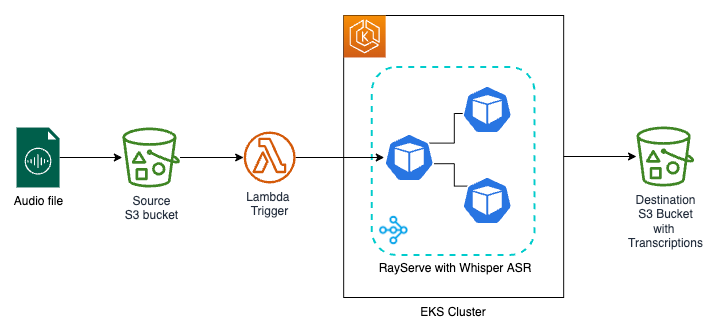 Audio file
Source
S3 bucket
Lambda
Trigger
RayServe with Whisper ASR
EKS Cluster
Destination
S3 Bucket
with
Transcriptions